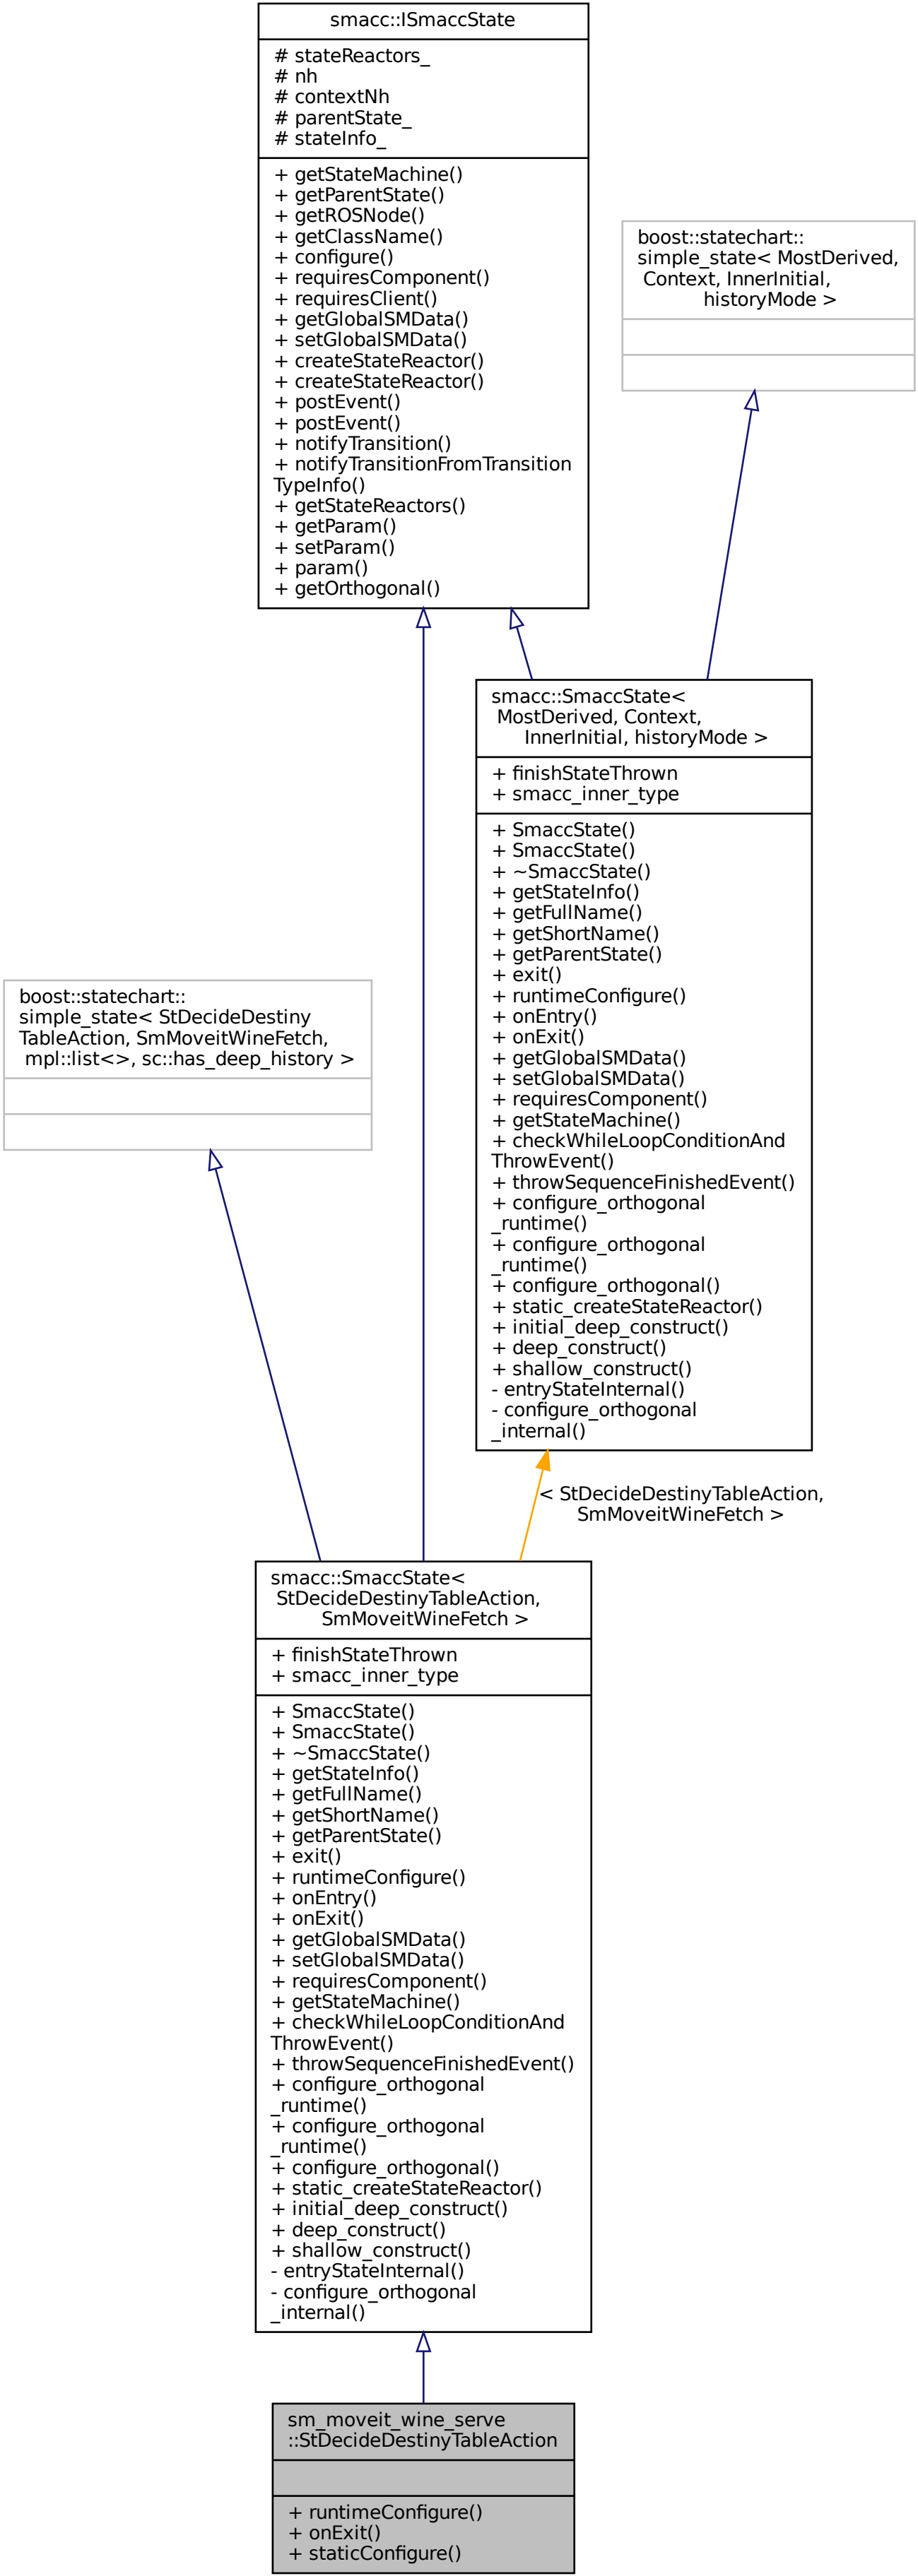 smacc::ISmaccState
# stateReactors_
# nh
# contextNh
# parentState_
# stateInfo_
+ getStateMachine()
+ getParentState()
+ getROSNode()
+ getClassName()
+ configure()
+ requiresComponent()
+ requiresClient()
+ getGlobalSMData()
+ setGlobalSMData()
+ createStateReactor()
+ createStateReactor()
+ postEvent()
+ postEvent()
+ notifyTransition()
+ notifyTransitionFromTransition
TypeInfo()
+ getStateReactors()
+ getParam()
+ setParam()
+ param()
+ getOrthogonal()
boost::statechart::
simple_state< MostDerived,
Context, InnerInitial,
historyMode >
smacc::SmaccState<
MostDerived, Context,
InnerInitial, historyMode >
+ finishStateThrown
+ smacc_inner_type
+ SmaccState()
+ SmaccState()
+ ~SmaccState()
+ getStateInfo()
+ getFullName()
+ getShortName()
+ getParentState()
+ exit()
+ runtimeConfigure()
+ onEntry()
+ onExit()
+ getGlobalSMData()
+ setGlobalSMData()
+ requiresComponent()
+ getStateMachine()
+ checkWhileLoopConditionAnd
ThrowEvent()
+ throwSequenceFinishedEvent()
+ configure_orthogonal
_runtime()
+ configure_orthogonal
_runtime()
+ configure_orthogonal()
+ static_createStateReactor()
+ initial_deep_construct()
+ deep_construct()
+ shallow_construct()
- entryStateInternal()
- configure_orthogonal
_internal()
boost::statechart::
simple_state< StDecideDestiny
TableAction, SmMoveitWineFetch,
mpl::list<>, sc::has_deep_history >
< StDecideDestinyTableAction,
SmMoveitWineFetch >
smacc::SmaccState<
StDecideDestinyTableAction,
SmMoveitWineFetch >
+ finishStateThrown
+ smacc_inner_type
+ SmaccState()
+ SmaccState()
+ ~SmaccState()
+ getStateInfo()
+ getFullName()
+ getShortName()
+ getParentState()
+ exit()
+ runtimeConfigure()
+ onEntry()
+ onExit()
+ getGlobalSMData()
+ setGlobalSMData()
+ requiresComponent()
+ getStateMachine()
+ checkWhileLoopConditionAnd
ThrowEvent()
+ throwSequenceFinishedEvent()
+ configure_orthogonal
_runtime()
+ configure_orthogonal
_runtime()
+ configure_orthogonal()
+ static_createStateReactor()
+ initial_deep_construct()
+ deep_construct()
+ shallow_construct()
- entryStateInternal()
- configure_orthogonal
_internal()
sm_moveit_wine_serve
::StDecideDestinyTableAction
+ runtimeConfigure()
+ onExit()
+ staticConfigure()